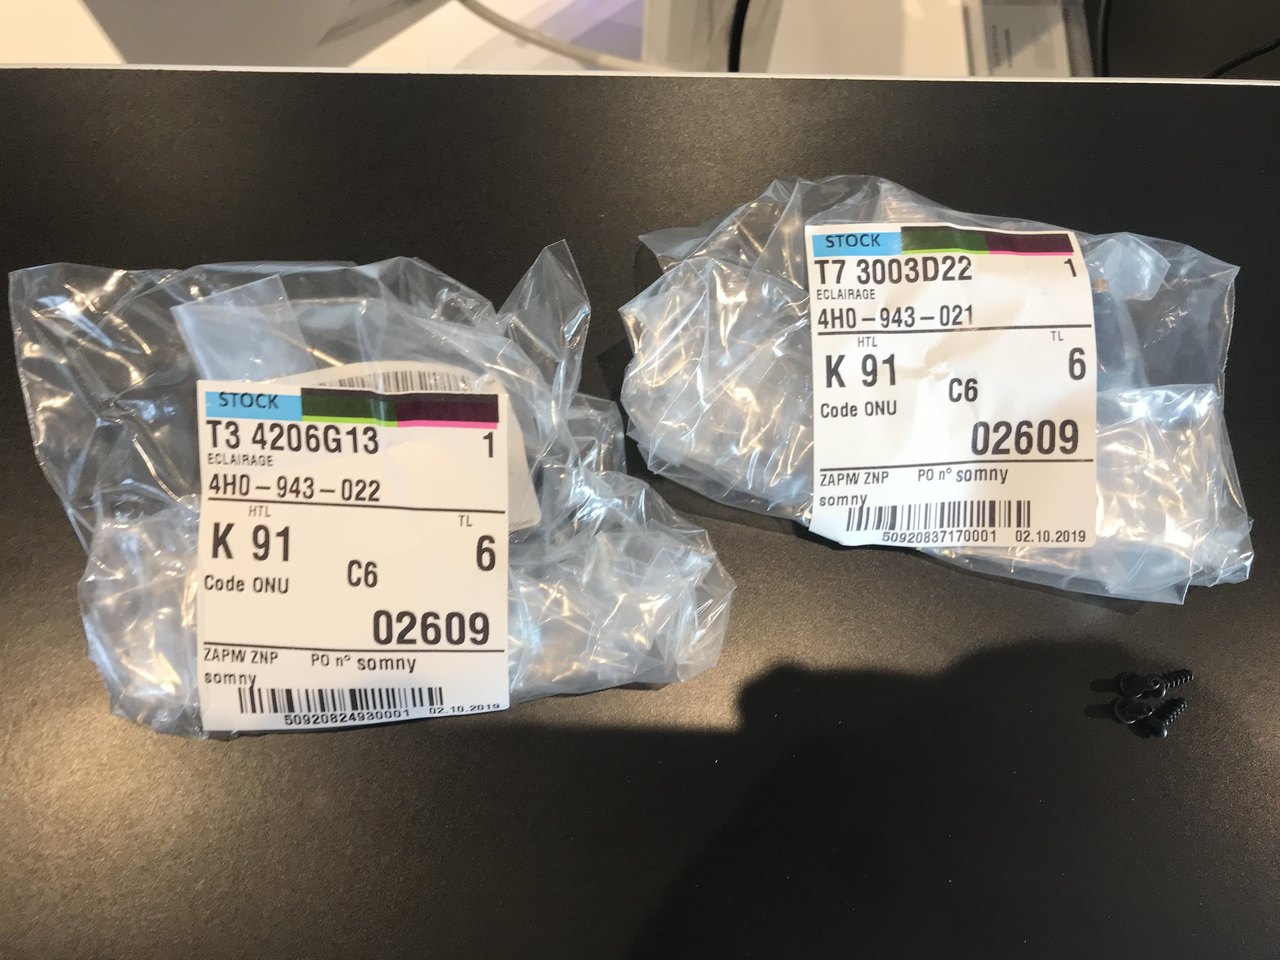 STOCK
T3 4206G13 1
ECLAIRAGE
4H0-943-022
HTL TL
K 91 6
Code ONU C6
02609
ZAPM/ ZNP PO n° somny
somny
50920824930001 02.10.2019
STOCK
T7 3003D22 1
ECLAIRAGE
4H0-943-021
HTL TL
K 91 6
Code ONU C6
02609
ZAPM/ ZNP PO n° somny
somny
50920837170001 02.10.2019